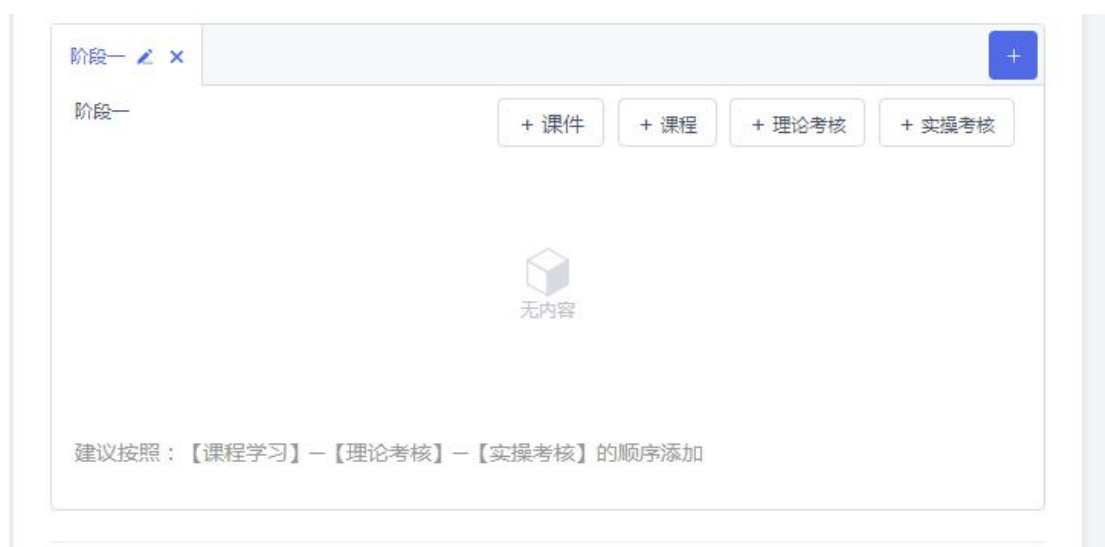 阶段一
+
阶段一
+ 课件
+ 课程
+ 理论考核
+ 实操考核
无内容
建议按照：【课程学习】—【理论考核】—【实操考核】的顺序添加